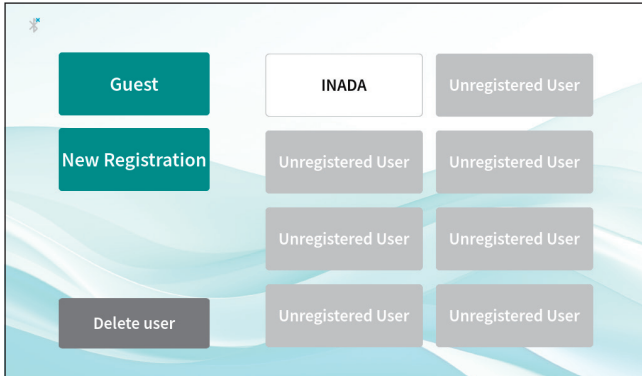 Guest
New Registration
Delete user
INADA
Unregistered User
Unregistered User
Unregistered User
Unregistered User
Unregistered User
Unregistered User
Unregistered User